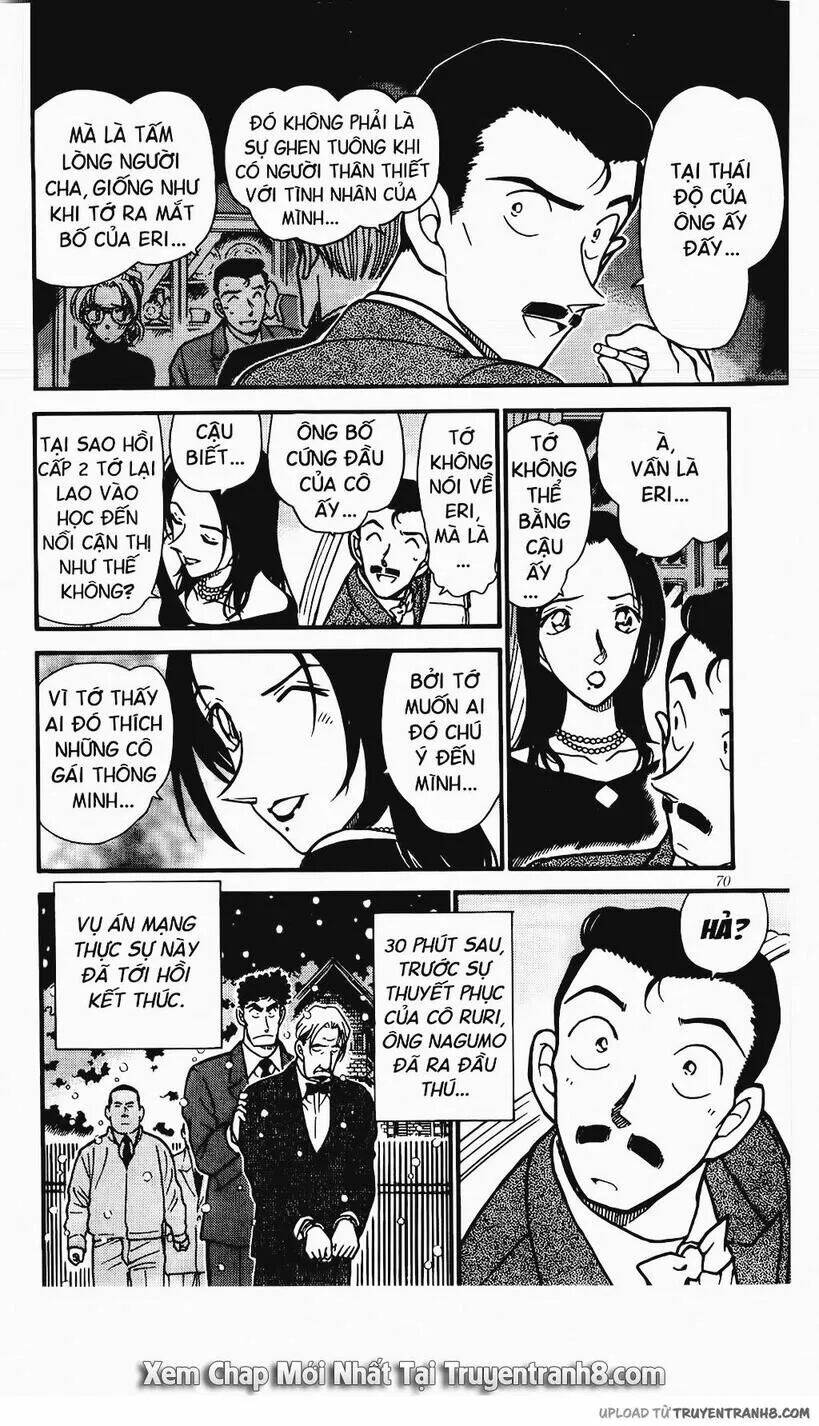 TẠI THÁI
ĐỘ CỦA
ÔNG ẤY
ĐẤY...
ĐÓ KHÔNG PHẢI LÀ
SỰ GHEN TUÔNG KHI
CÓ NGƯỜI THÂN THIẾT
VỚI TÌNH NHÂN CỦA
MÌNH...
MÀ LÀ TẤM
LÒNG NGƯỜI
CHA, GIỐNG NHƯ
KHI TỚ RA MẮT
BỐ CỦA ERI...
À,
VẪN LÀ
ERI...
TỚ
KHÔNG
THỂ
BẰNG
CẬU
ẤY
...
TỚ
KHÔNG
NÓI VỀ
ERI,
MÀ LÀ
...
ÔNG BỐ
CỨNG ĐẦU
CỦA CÔ
ẤY...
CẬU
BIẾT...
TẠI SAO HỒI
CẤP 2 TỚ LẠI
LAO VÀO
HỌC ĐẾN
NỖI CẬN THỊ
NHƯ THẾ
KHÔNG?
BỞI TỚ
MUỐN AI
ĐÓ CHÚ
Ý ĐẾN
MÌNH...
VÌ TỚ THẤY
AI ĐÓ THÍCH
NHỮNG CÔ
GÁI THÔNG
MINH...
70
HẢ?
30 PHÚT SAU,
TRƯỚC SỰ
THUYẾT PHỤC
CỦA CÔ RURI,
ÔNG NAGUMO
ĐÃ RA ĐẦU
THÚ...
VỤ ÁN MẠNG
THỰC SỰ NÀY
ĐÃ TỚI HỒI
KẾT THÚC.
Xem Chap Mới Nhất Tại Truyentranh8.com
UPLOAD TỪ TRUYENTRANH8.COM